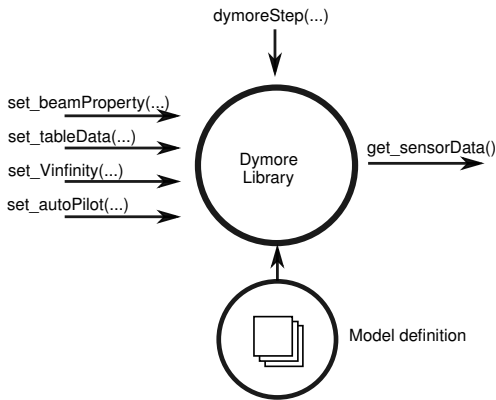 dymoreStep(...)
set_beamProperty(...)
set_tableData(...)
set_Vinfinity(...)
set_autoPilot(...)
Dymore
Library
get_sensorData()
Model definition